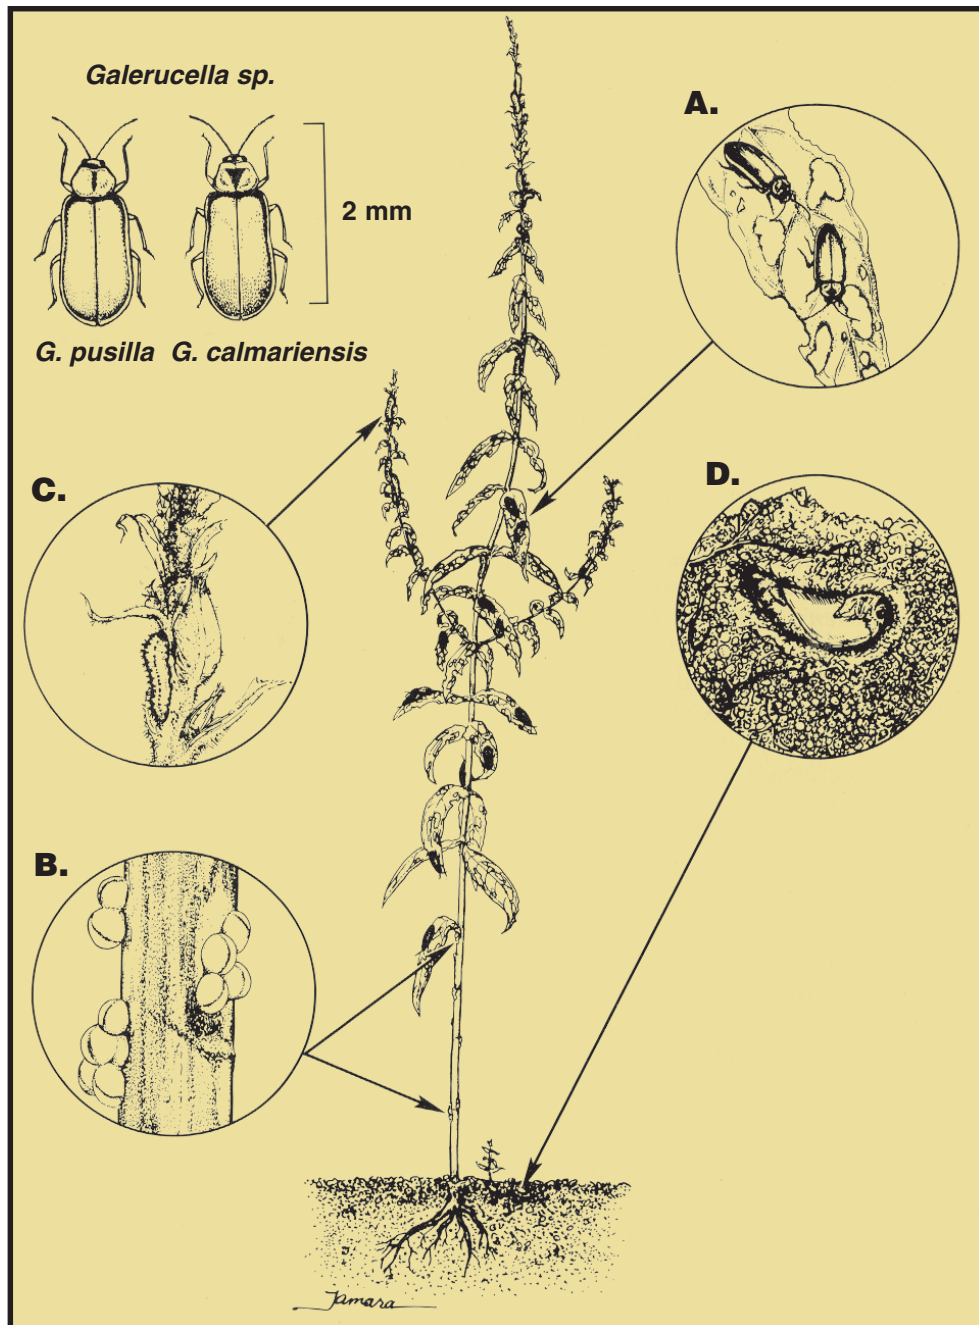 Galerucella sp.
A.
2 mm
G. pusilla G. calmariensis
C.
D.
B.
Tamara